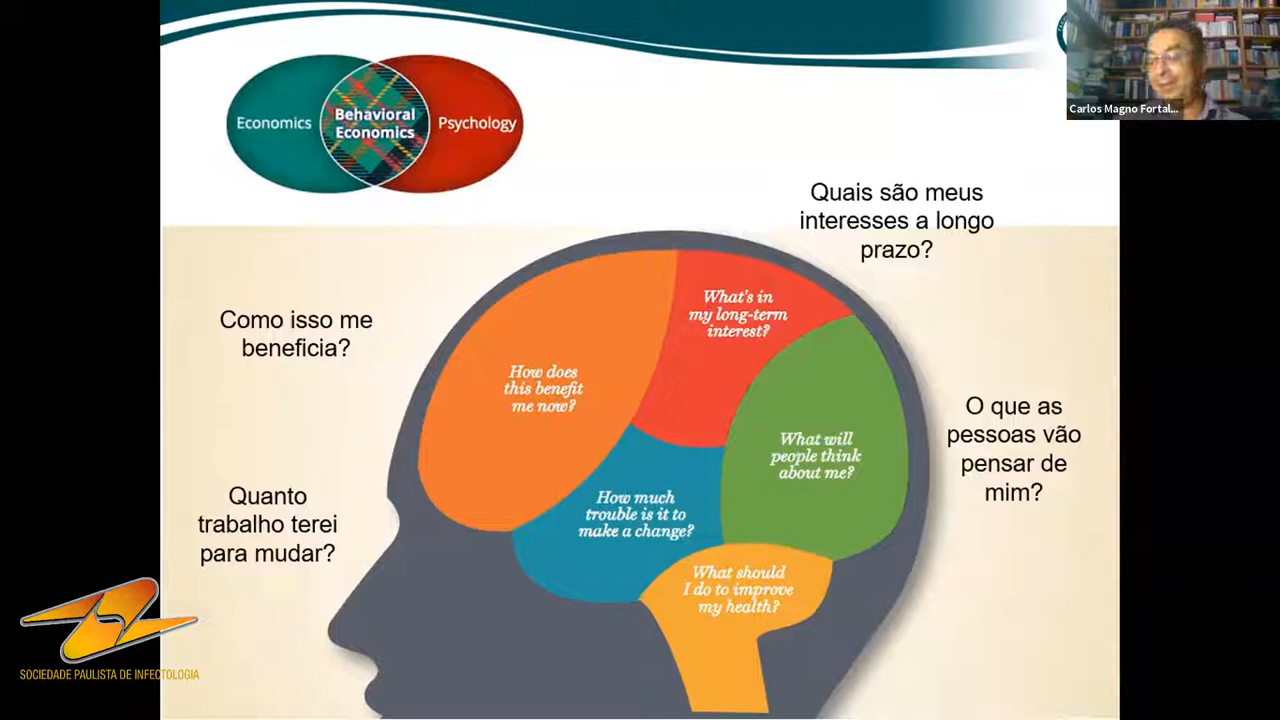 Economics
Behavioral
Economics
Psychology
Carlos Magno Fortal...
Quais são meus
interesses a longo
prazo?
Como isso me
beneficia?
What's in
my long-term
interest?
How does
this benefit
me now?
O que as
pessoas vão
pensar de
mim?
What will
people think
about me?
Quanto
trabalho terei
para mudar?
How much
trouble is it to
make a change?
What should
I do to improve
my health?
SOCIEDADE PAULISTA DE INFECTOLOGIA